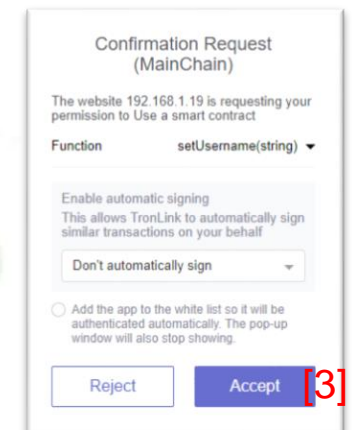 Confirmation Request
(MainChain)
The website 192.168.1.19 is requesting your
permission to Use a smart contract
Function setUsername(string)
Enable automatic signing
This allows TronLink to automatically sign
similar transactions on your behalf
Don't automatically sign
Add the app to the white list so it will be
authenticated automatically. The pop-up
window will also stop showing.
Reject Accept [3]